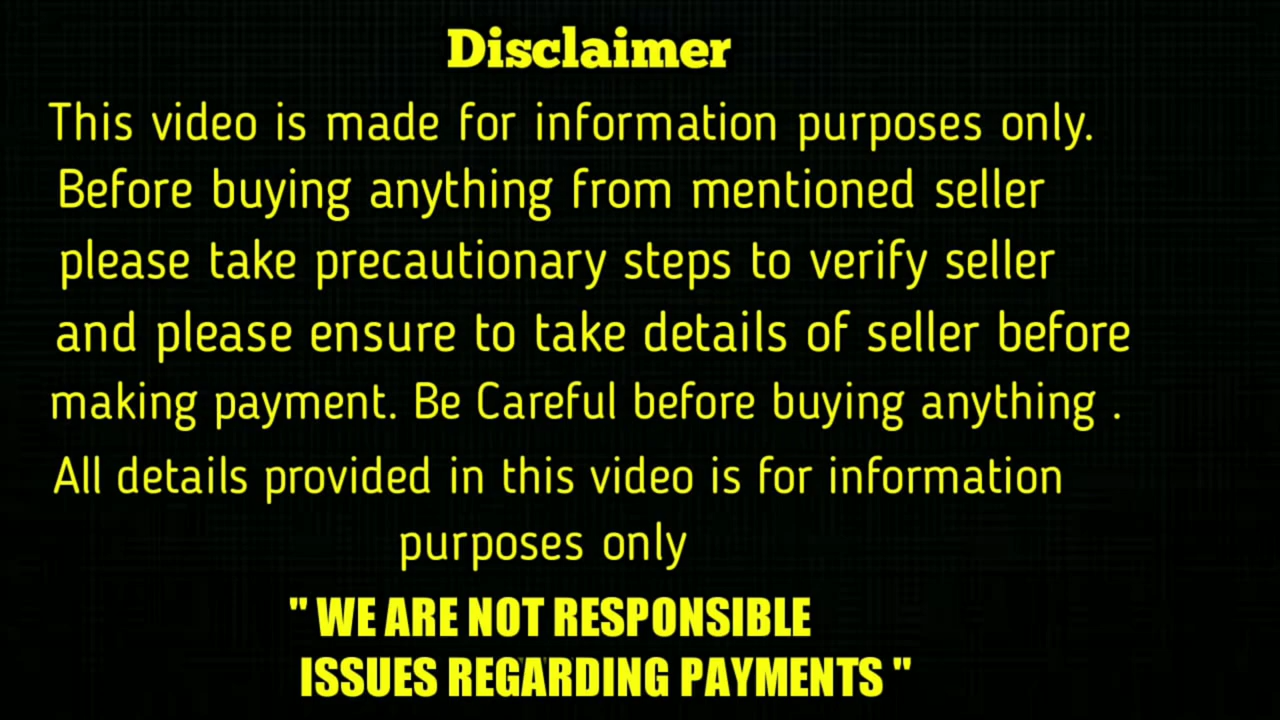 Disclaimer
This video is made for information purposes only.
Before buying anything from mentioned seller
please take precautionary steps to verify seller
and please ensure to take details of seller before
making payment. Be Careful before buying anything .
All details provided in this video is for information
purposes only
" WE ARE NOT RESPONSIBLE
ISSUES REGARDING PAYMENTS "